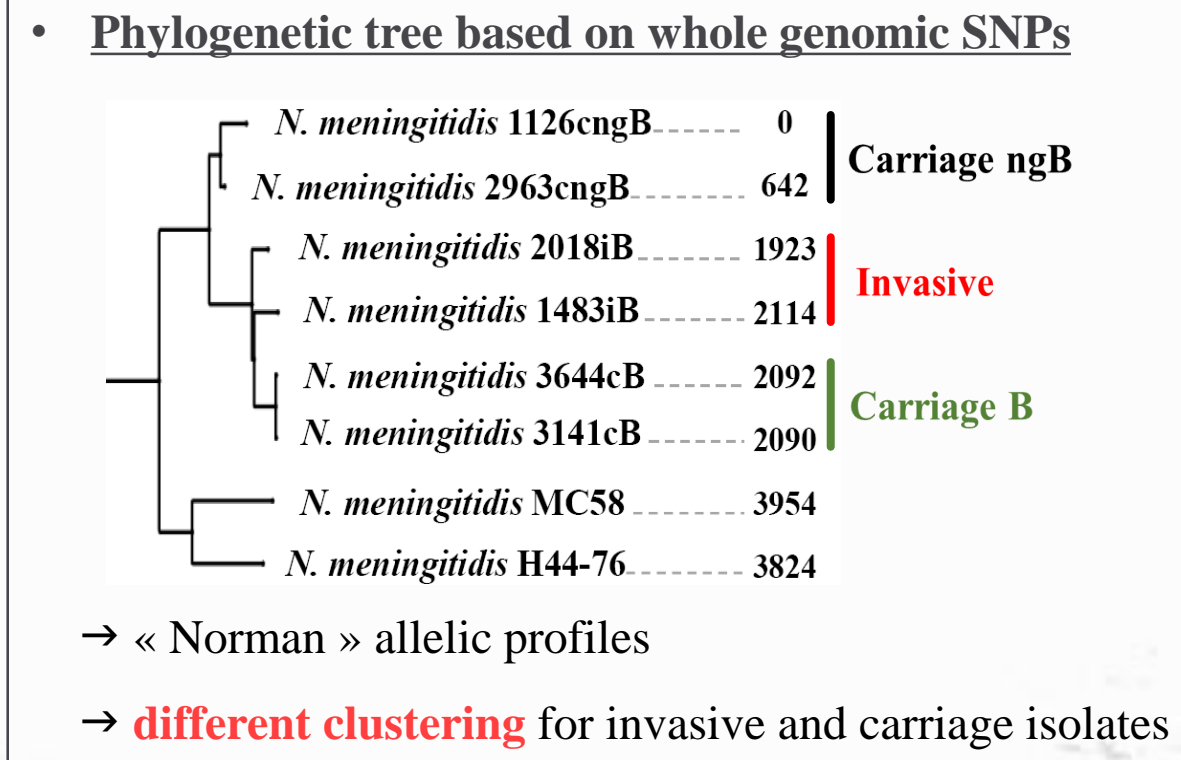 • Phylogenetic tree based on whole genomic SNPs
N. meningitidis 1126cngB 0
Carriage ngB
N. meningitidis 2963cngB 642
N. meningitidis 2018iB 1923
Invasive
N. meningitidis 1483iB 2114
N. meningitidis 3644cB 2092
Carriage B
N. meningitidis 3141cB 2090
N. meningitidis MC58 3954
N. meningitidis H44-76 3824
→ « Norman » allelic profiles
→ different clustering for invasive and carriage isolates